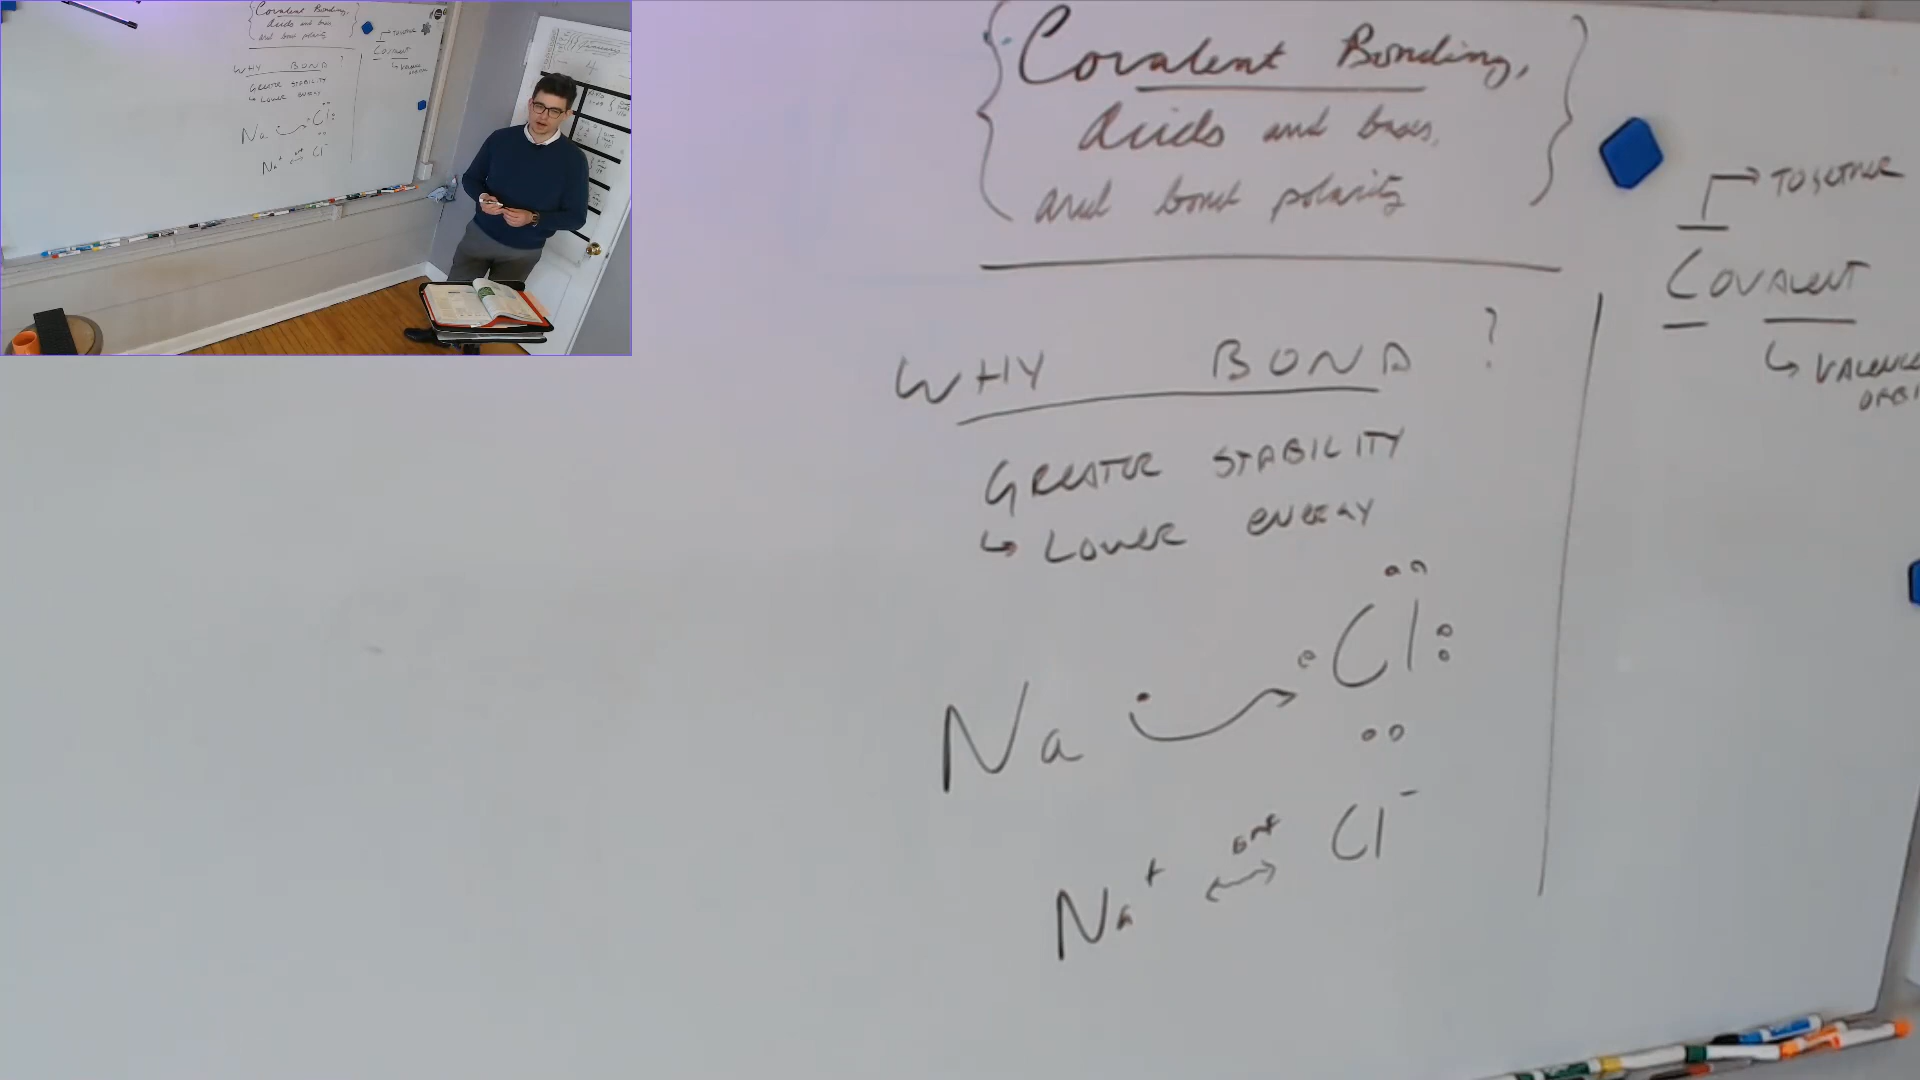 Covalent Bonding,
Acids and bases,
and bond polarity
WHY BOND ?
GREATER STABILITY
↳ LOWER ENERGY
Na Cl
Na+ Cl-
TOGETHER
COVALENT
↳ VALENCE